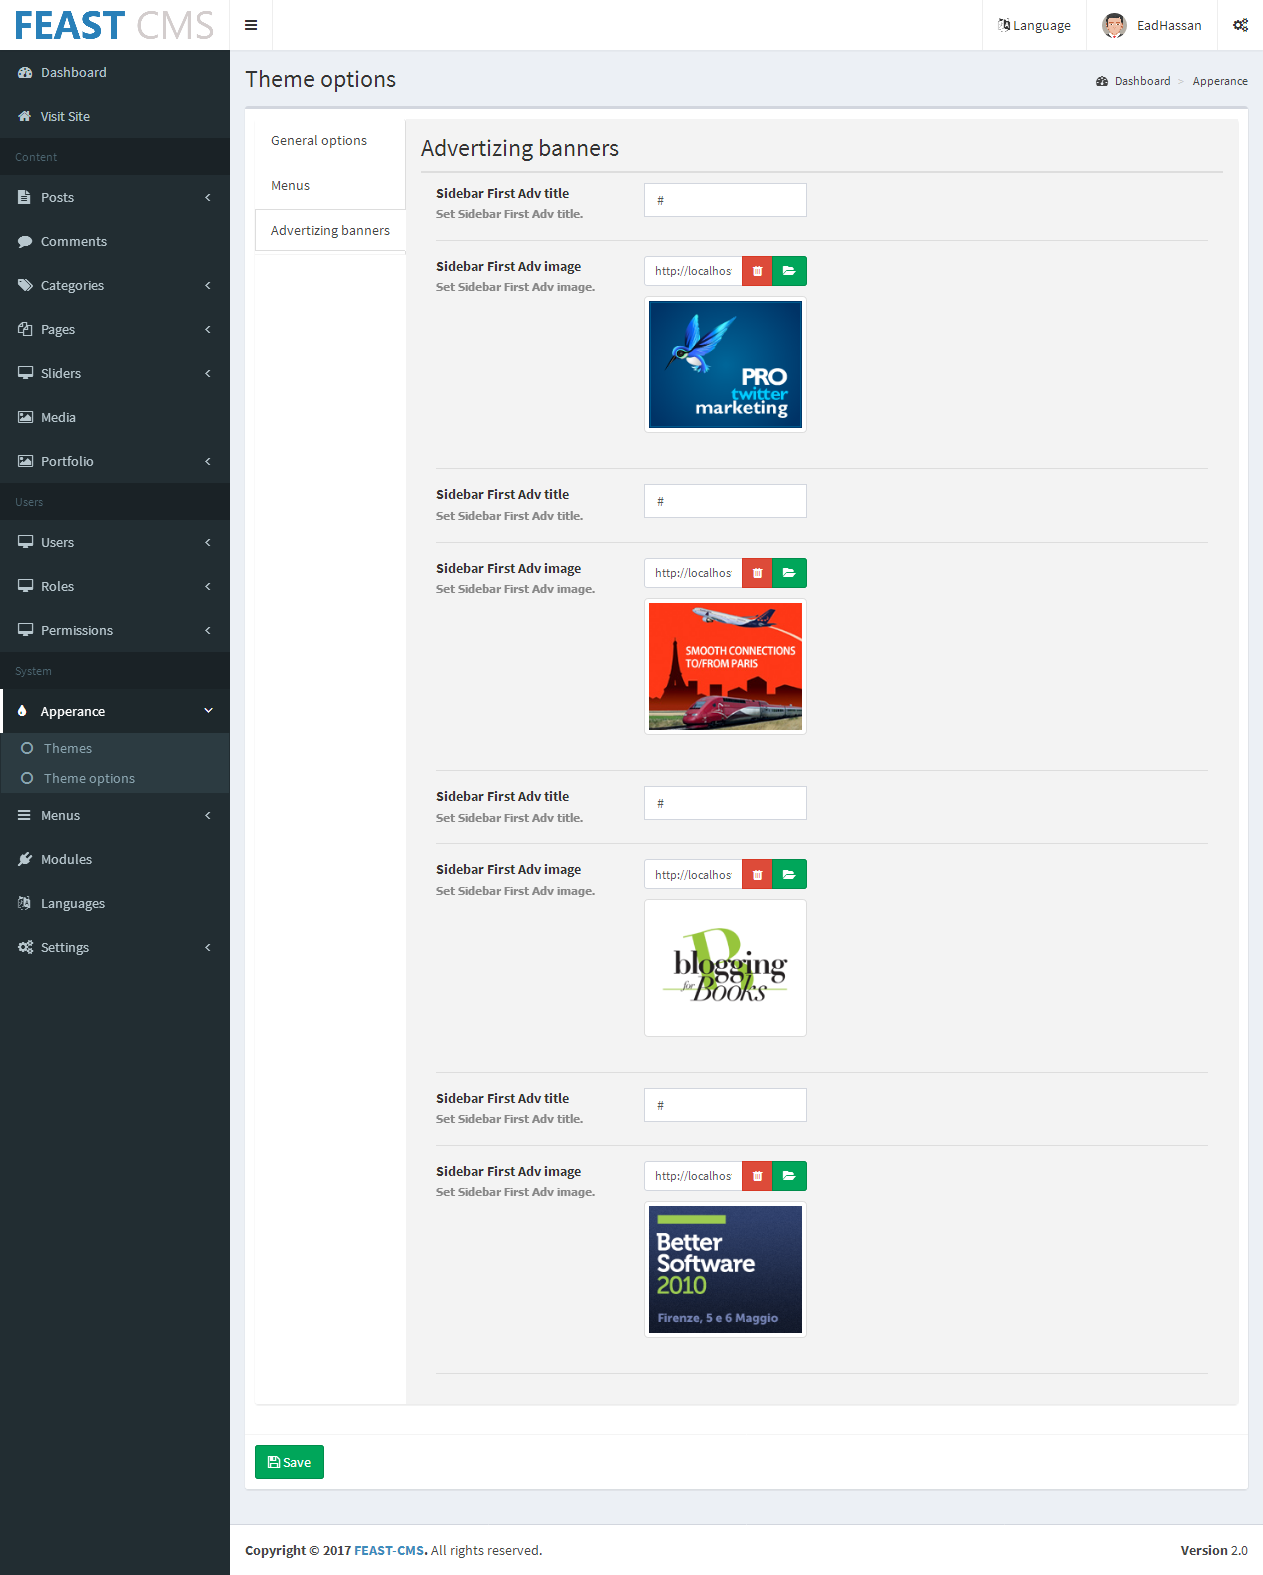 FEAST CMS
Language
EadHassan
Dashboard
Visit Site
Content
Posts
Comments
Categories
Pages
Sliders
Media
Portfolio
Users
Users
Roles
Permissions
System
Apperance
Themes
Theme options
Menus
Modules
Languages
Settings
Theme options
Dashboard > Apperance
General options
Menus
Advertizing banners
Advertizing banners
Sidebar First Adv title
Set Sidebar First Adv title.
#
Sidebar First Adv image
Set Sidebar First Adv image.
http://localhos
PRO
twitter
marketing
Sidebar First Adv title
Set Sidebar First Adv title.
#
Sidebar First Adv image
Set Sidebar First Adv image.
http://localhos
SMOOTH CONNECTIONS
TO/FROM PARIS
Sidebar First Adv title
Set Sidebar First Adv title.
#
Sidebar First Adv image
Set Sidebar First Adv image.
http://localhos
B
blogging
for Books
Sidebar First Adv title
Set Sidebar First Adv title.
#
Sidebar First Adv image
Set Sidebar First Adv image.
http://localhos
Better
Software
2010
Firenze, 5 e 6 Maggio
Save
Copyright © 2017 FEAST-CMS. All rights reserved.
Version 2.0